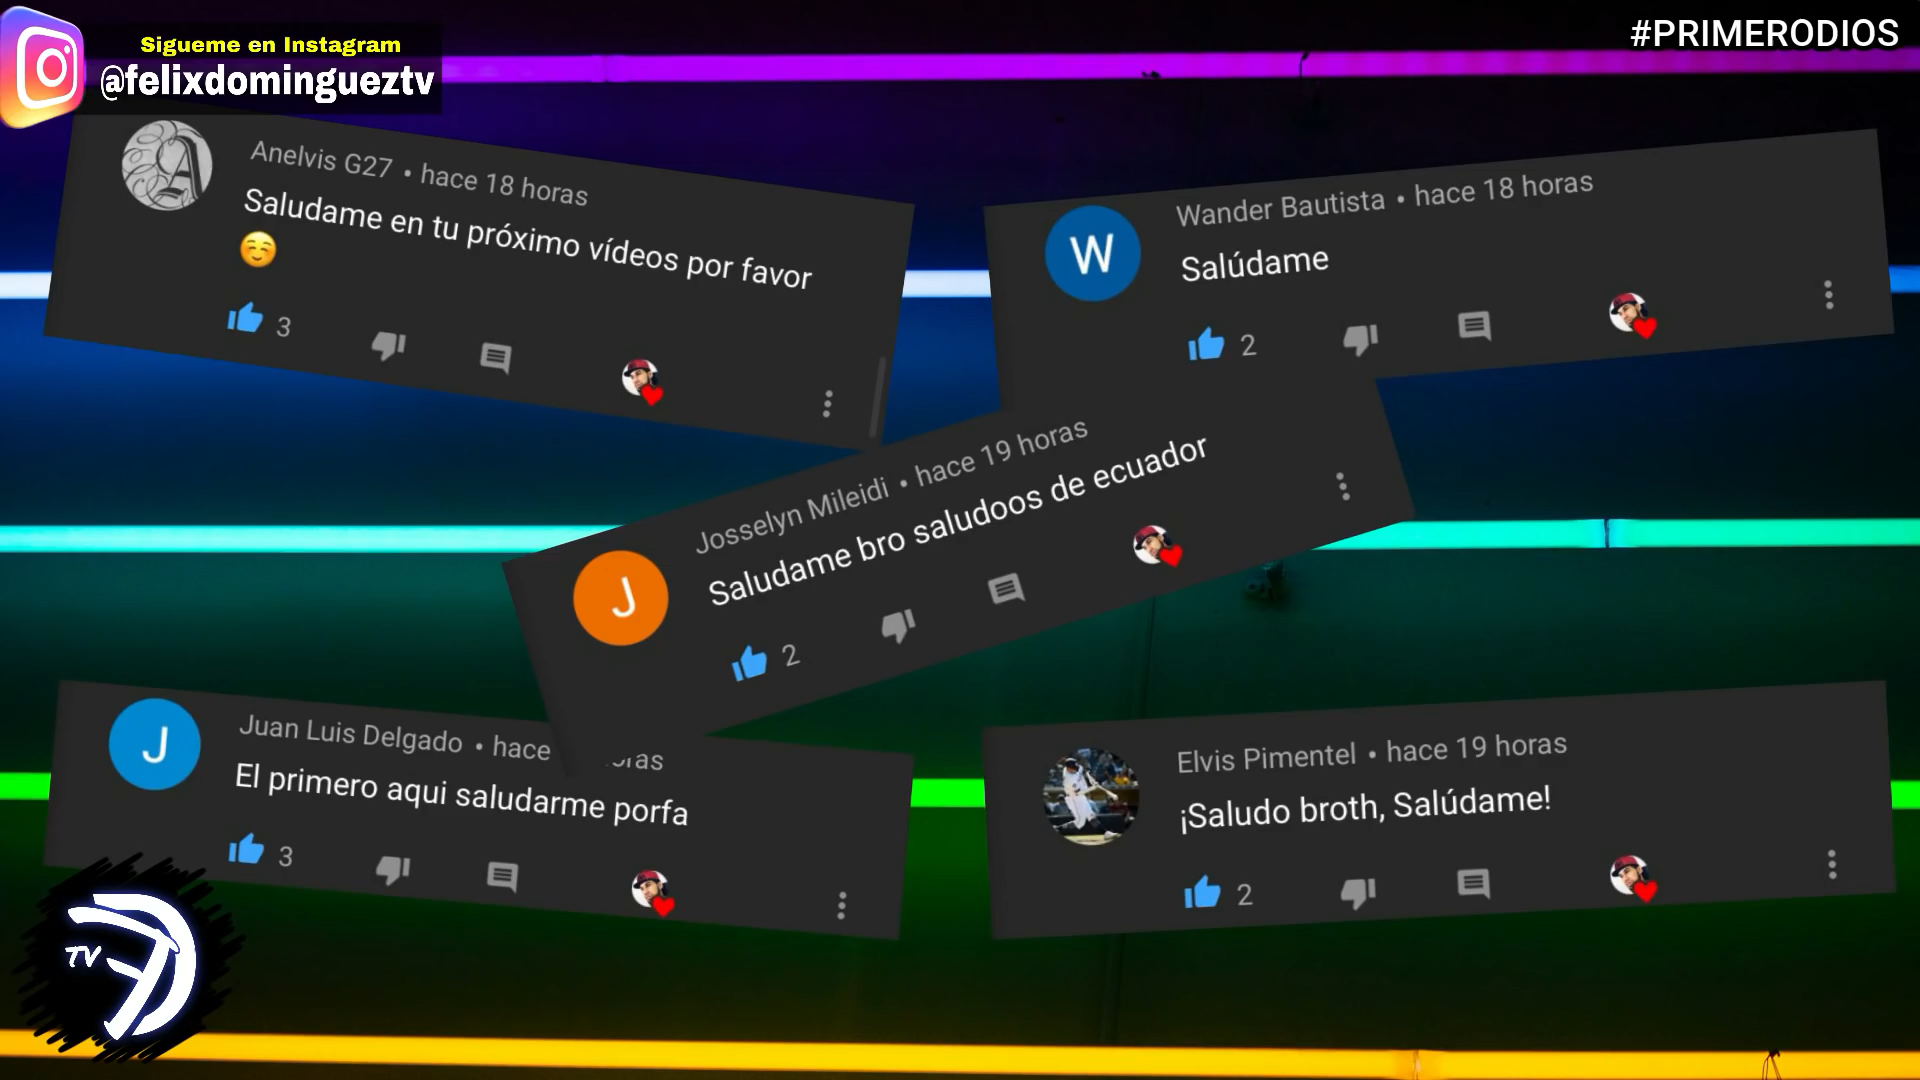 Sigueme en Instagram
@felixdomingueztv
#PRIMERODIOS
Anelvis G27 • hace 18 horas
Saludame en tu próximo vídeos por favor
☺️
3
Wander Bautista • hace 18 horas
W
Salúdame
2
Josselyn Mileidi • hace 19 horas
J
Saludame bro saludoos de ecuador
2
Juan Luis Delgado • hace
J
El primero aqui saludarme porfa
3
Elvis Pimentel • hace 19 horas
¡Saludo broth, Salúdame!
2
TV